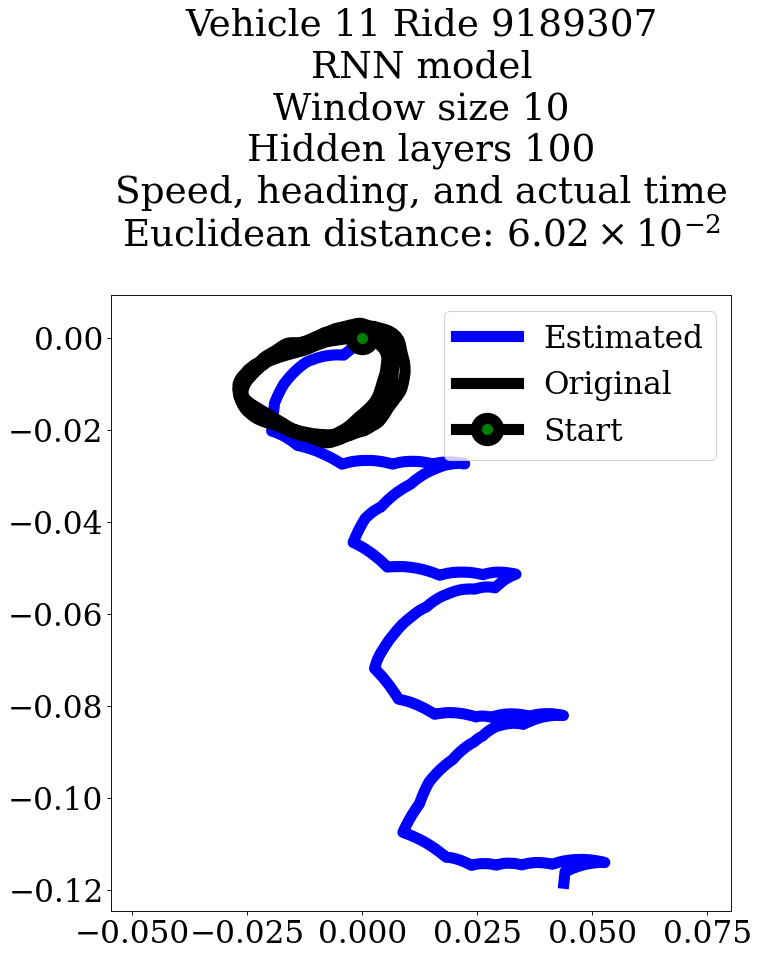 Vehicle 11 Ride 9189307
RNN model
Window size 10
Hidden layers 100
Speed, heading, and actual time
Euclidean distance: 6.02 × 10⁻²
Estimated
Original
Start
0.00
−0.02
−0.04
−0.06
−0.08
−0.10
−0.12
−0.050 −0.025 0.000 0.025 0.050 0.075